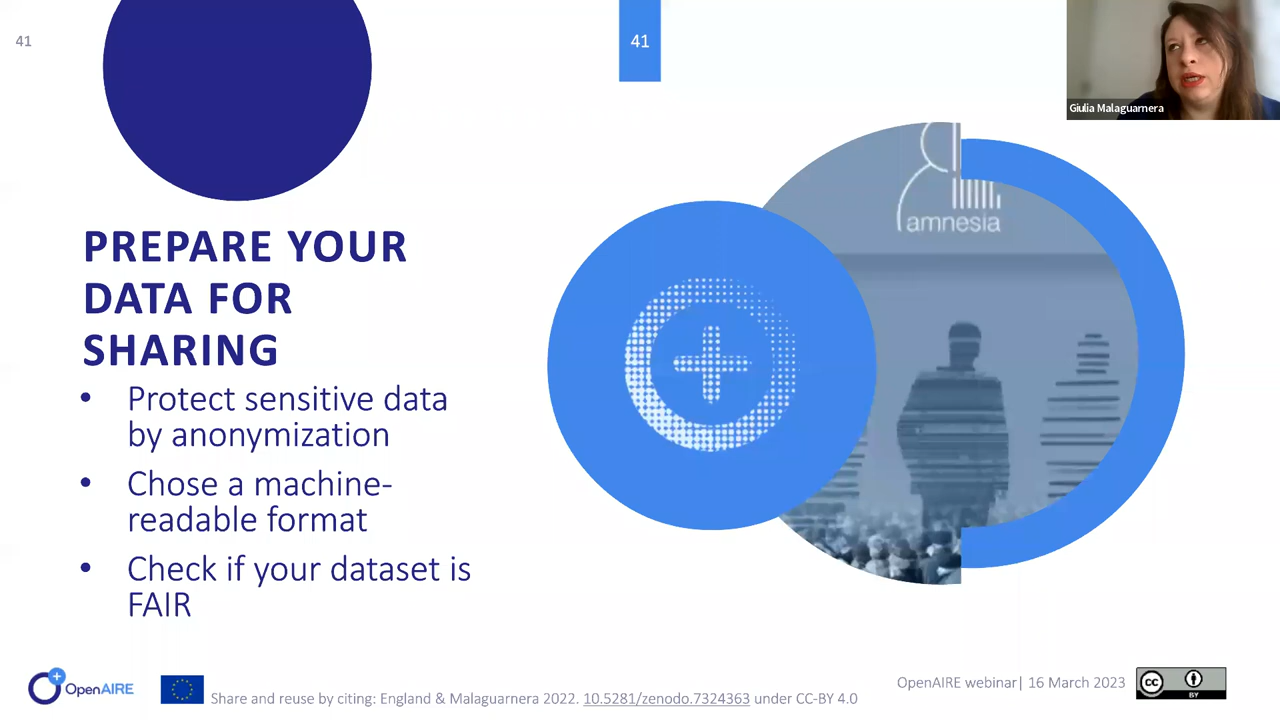 41
41
Giulia Malaguarnera
amnesia
PREPARE YOUR
DATA FOR
SHARING
• Protect sensitive data
by anonymization
• Chose a machine-
readable format
• Check if your dataset is
FAIR
OpenAIRE
Share and reuse by citing: England & Malaguarnera 2022. 10.5281/zenodo.7324363 under CC-BY 4.0
OpenAIRE webinar| 16 March 2023
cc
BY